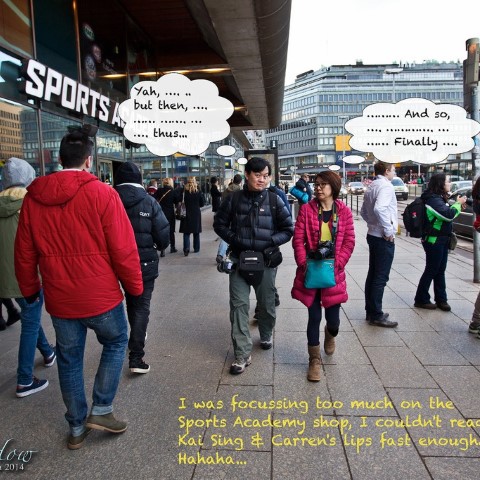 SPORTS A
Yah, .... ..
but then, ....
...... ......, ...
...., thus...
......... And so,
...., ............., ...
...... Finally ....
I was focussing too much on the
Sports Academy shop, I couldn't read
Kai Sing & Carren's lips fast enough.
Hahaha...
2014